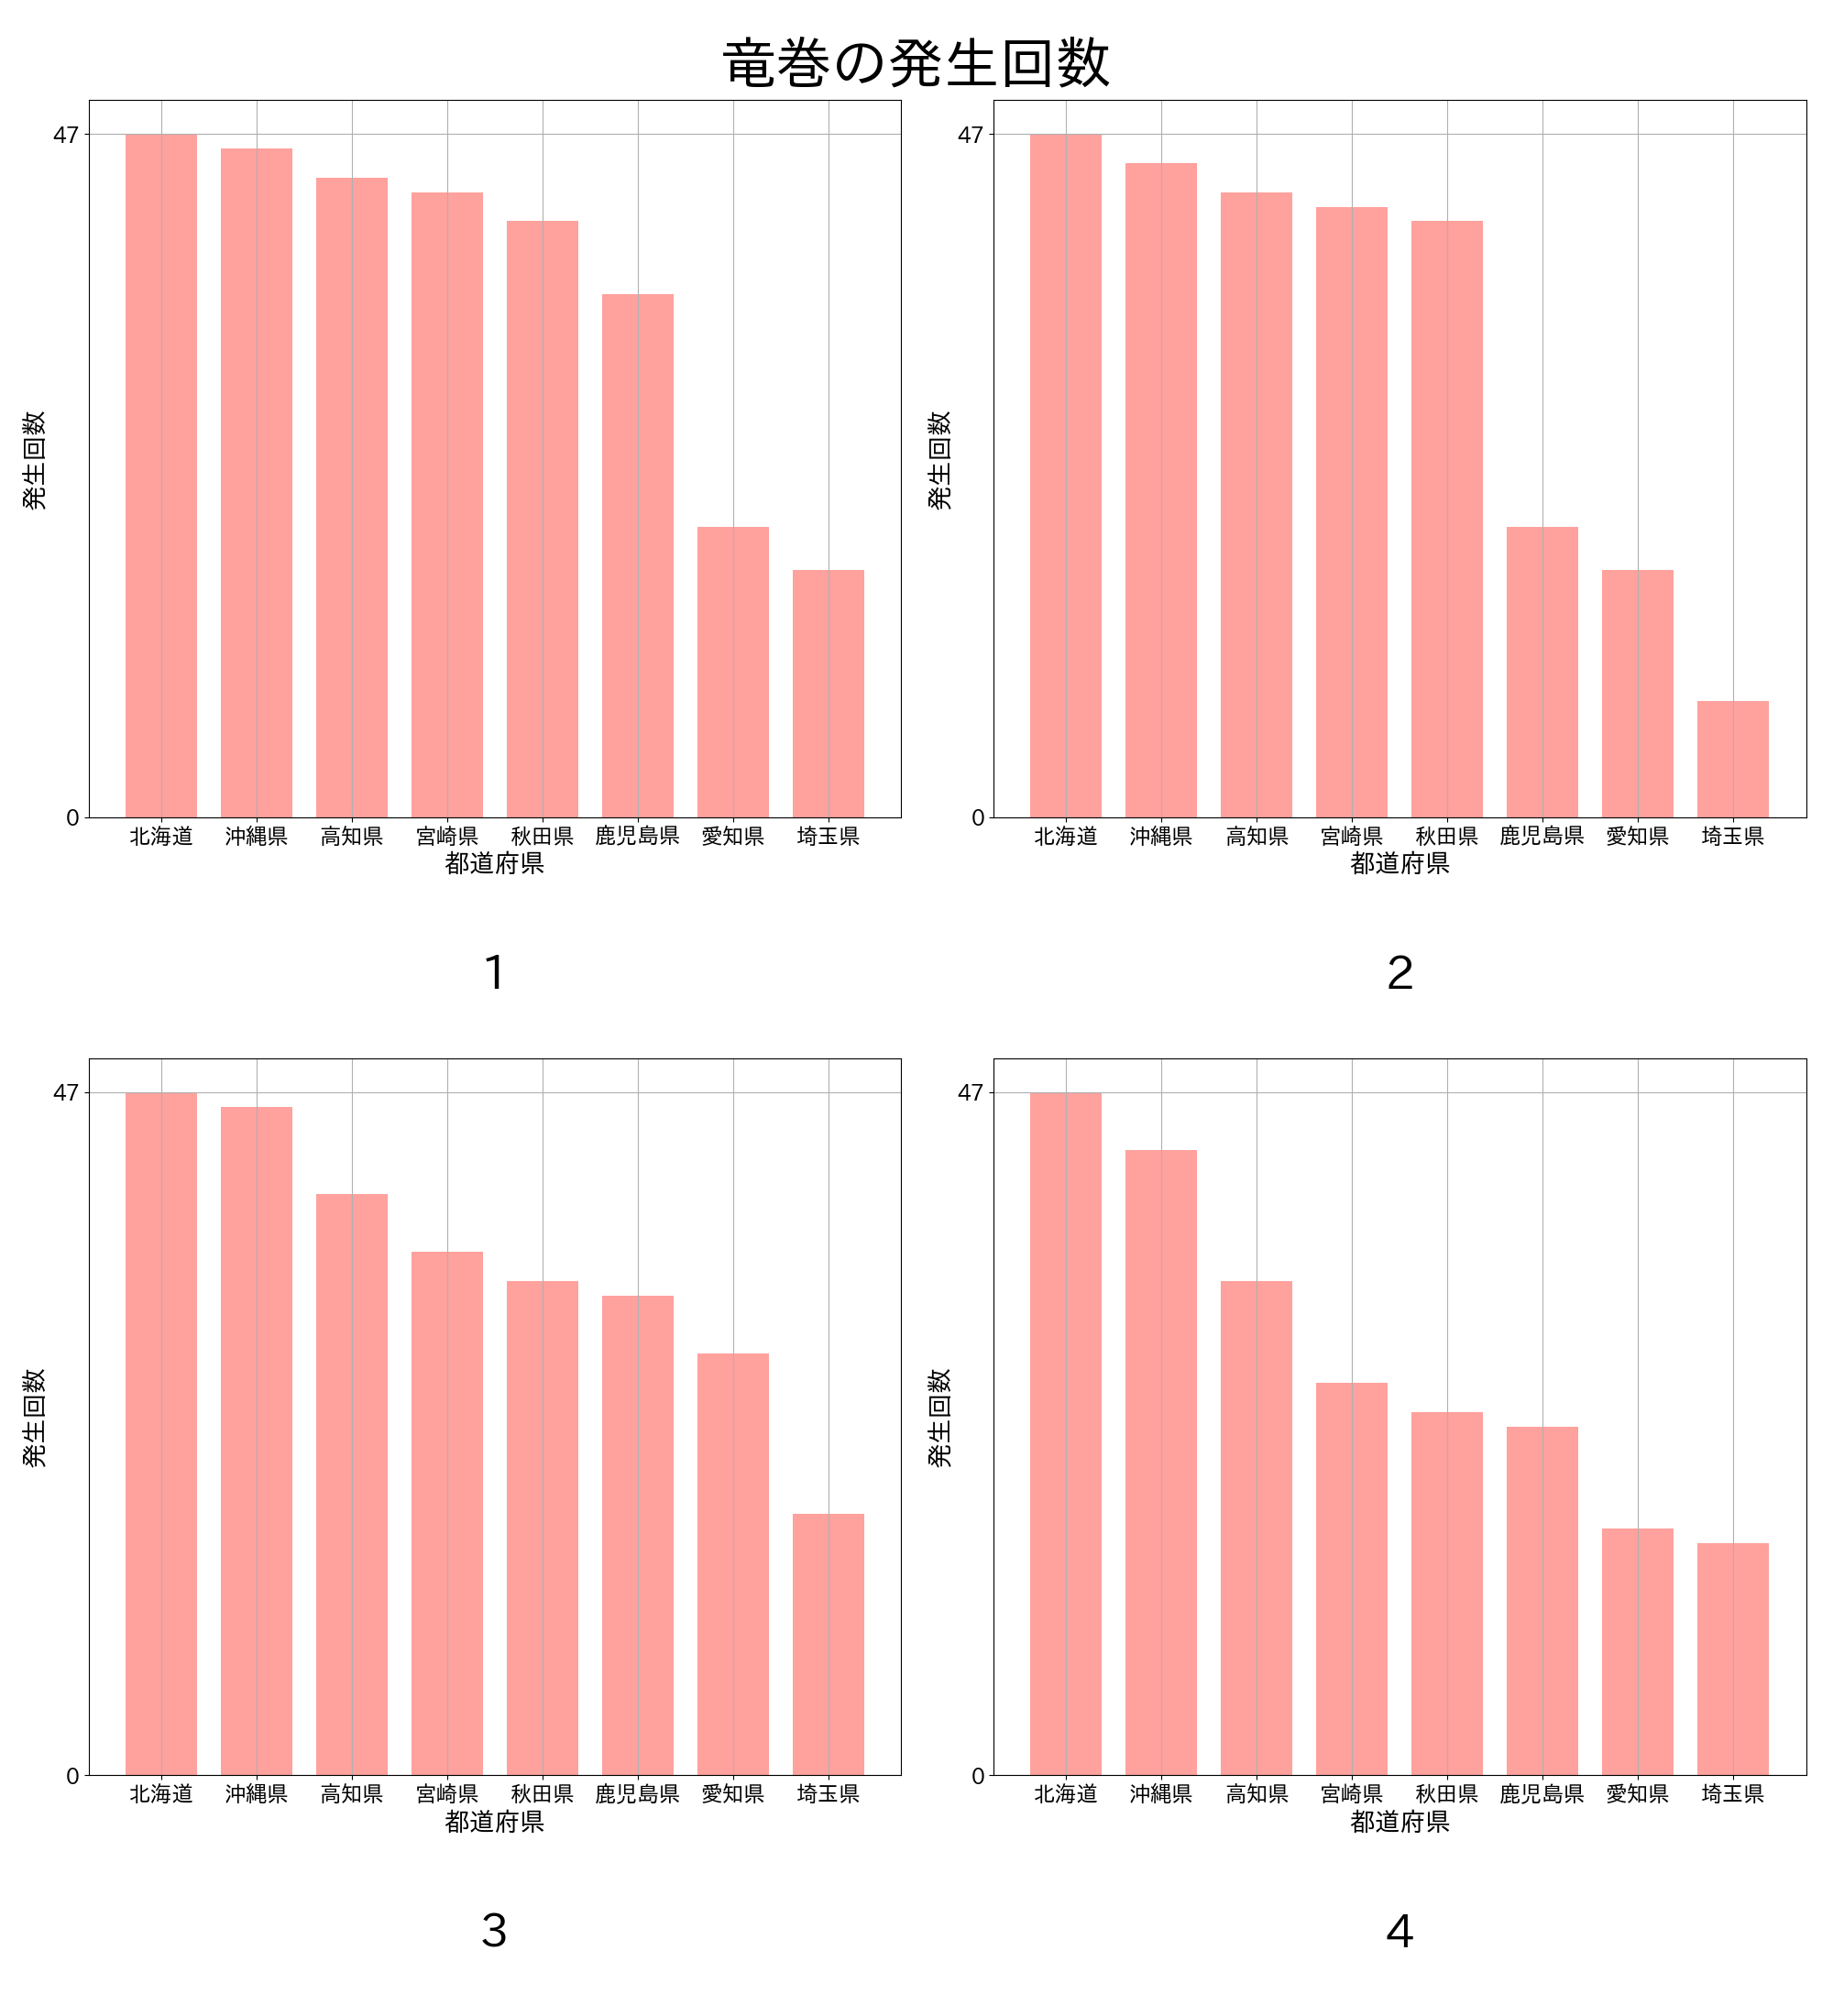 竜巻の発生回数
47
0
発生回数
北海道 沖縄県 高知県 宮崎県 秋田県 鹿児島県 愛知県 埼玉県
都道府県
1
47
0
発生回数
北海道 沖縄県 高知県 宮崎県 秋田県 鹿児島県 愛知県 埼玉県
都道府県
2
47
0
発生回数
北海道 沖縄県 高知県 宮崎県 秋田県 鹿児島県 愛知県 埼玉県
都道府県
3
47
0
発生回数
北海道 沖縄県 高知県 宮崎県 秋田県 鹿児島県 愛知県 埼玉県
都道府県
4